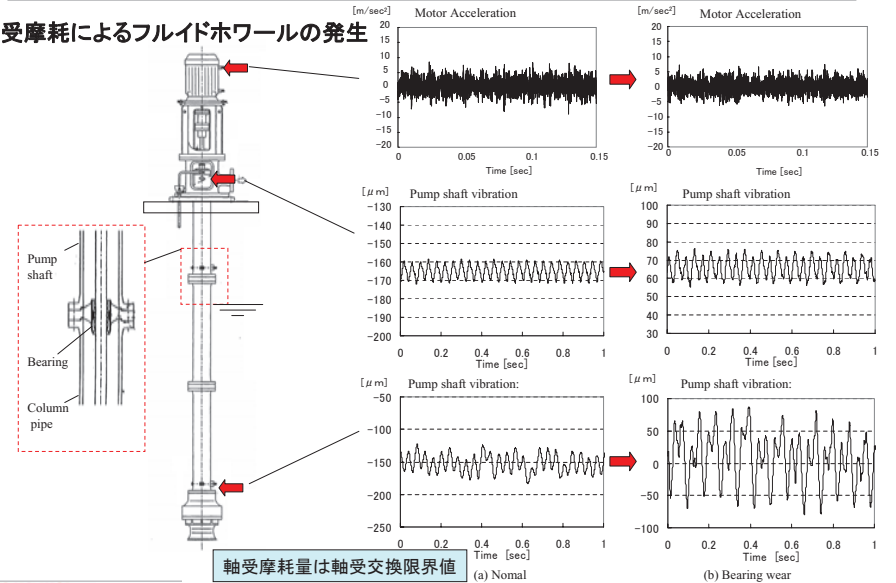 受摩耗によるフルイドホワールの発生
[m/sec²]
Motor Acceleration
20
15
10
5
0
-5
-10
-15
-20
0
0.05
0.1
0.15
Time [sec]
[m/sec²]
Motor Acceleration
20
15
10
5
0
-5
-10
-15
-20
0
0.05
0.1
0.15
Time [sec]
[μm]
Pump shaft vibration
-130
-140
-150
-160
-170
-180
-190
-200
0
0.2
0.4
0.6
0.8
1
Time [sec]
[μm]
Pump shaft vibration
100
90
80
70
60
50
40
30
0
0.2
0.4
0.6
0.8
1
Time [sec]
Pump
shaft
Bearing
Column
pipe
[μm]
Pump shaft vibration:
-50
-100
-150
-200
-250
0
0.2
0.4
0.6
0.8
1
Time [sec]
(a) Nomal
[μm]
Pump shaft vibration:
100
50
0
-50
-100
0
0.2
0.4
0.6
0.8
1
Time [sec]
(b) Bearing wear
軸受摩耗量は軸受交換限界値